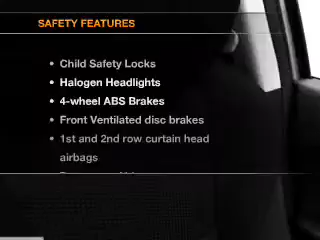 SAFETY FEATURES
• Child Safety Locks
• Halogen Headlights
• 4-wheel ABS Brakes
• Front Ventilated disc brakes
• 1st and 2nd row curtain head
airbags